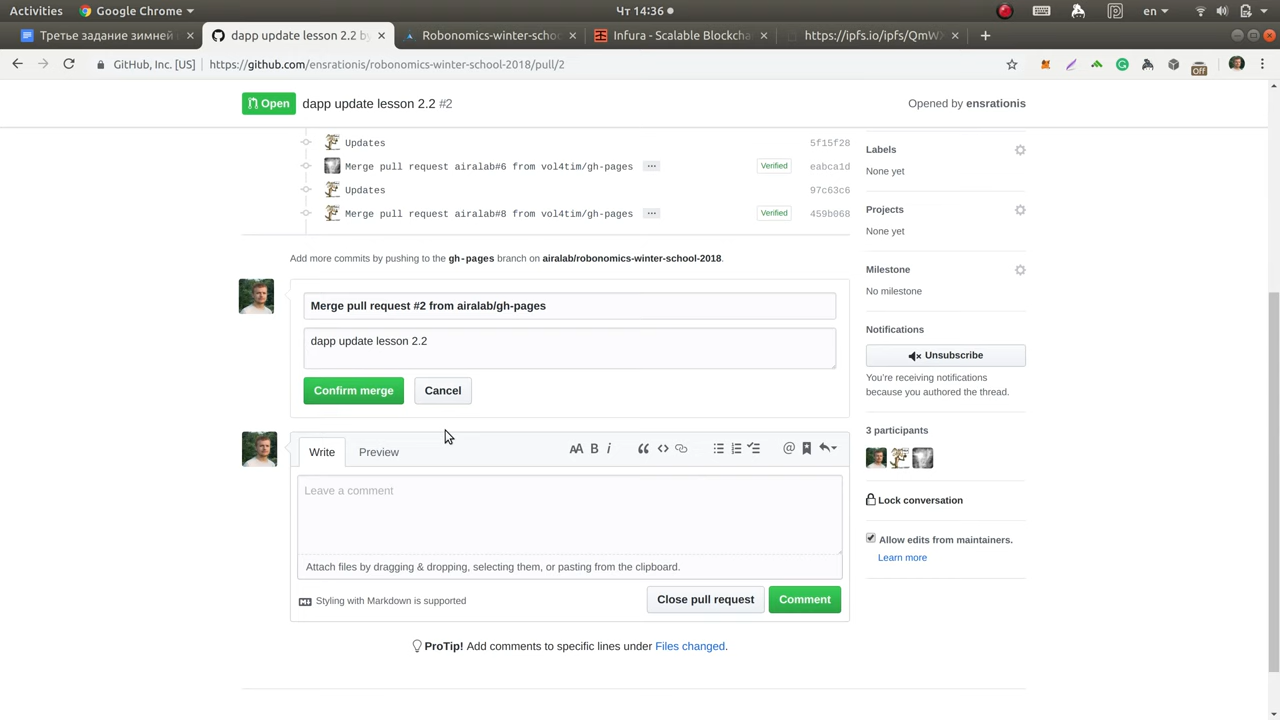 Activities Google Chrome Чт 14:36 en
Третье задание зимней dapp update lesson 2.2 by Robonomics-winter-schoo Infura - Scalable Blockcha https://ipfs.io/ipfs/QmWX
GitHub, Inc. [US] https://github.com/ensrationis/robonomics-winter-school-2018/pull/2 Off
Open dapp update lesson 2.2 #2 Opened by ensrationis
Updates 5f15f28
Merge pull request airalab#6 from vol4tim/gh-pages ... Verified eabca1d
Updates 97c63c6
Merge pull request airalab#8 from vol4tim/gh-pages ... Verified 459b068
Add more commits by pushing to the gh-pages branch on airalab/robonomics-winter-school-2018.
Merge pull request #2 from airalab/gh-pages
dapp update lesson 2.2
Confirm merge Cancel
Write Preview
Leave a comment
Attach files by dragging & dropping, selecting them, or pasting from the clipboard.
Styling with Markdown is supported Close pull request Comment
ProTip! Add comments to specific lines under Files changed.
Labels
None yet
Projects
None yet
Milestone
No milestone
Notifications
Unsubscribe
You're receiving notifications
because you authored the thread.
3 participants
Lock conversation
Allow edits from maintainers.
Learn more